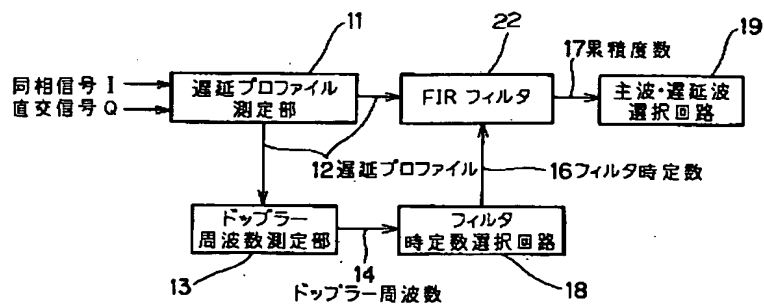 11
22
17累積度数
19
同相信号 I
直交信号 Q
遅延プロファイル
測定部
FIR フィルタ
主波・遅延波
選択回路
12遅延プロファイル
16フィルタ時定数
ドップラー
周波数測定部
フィルタ
時定数選択回路
13
14
ドップラー周波数
18